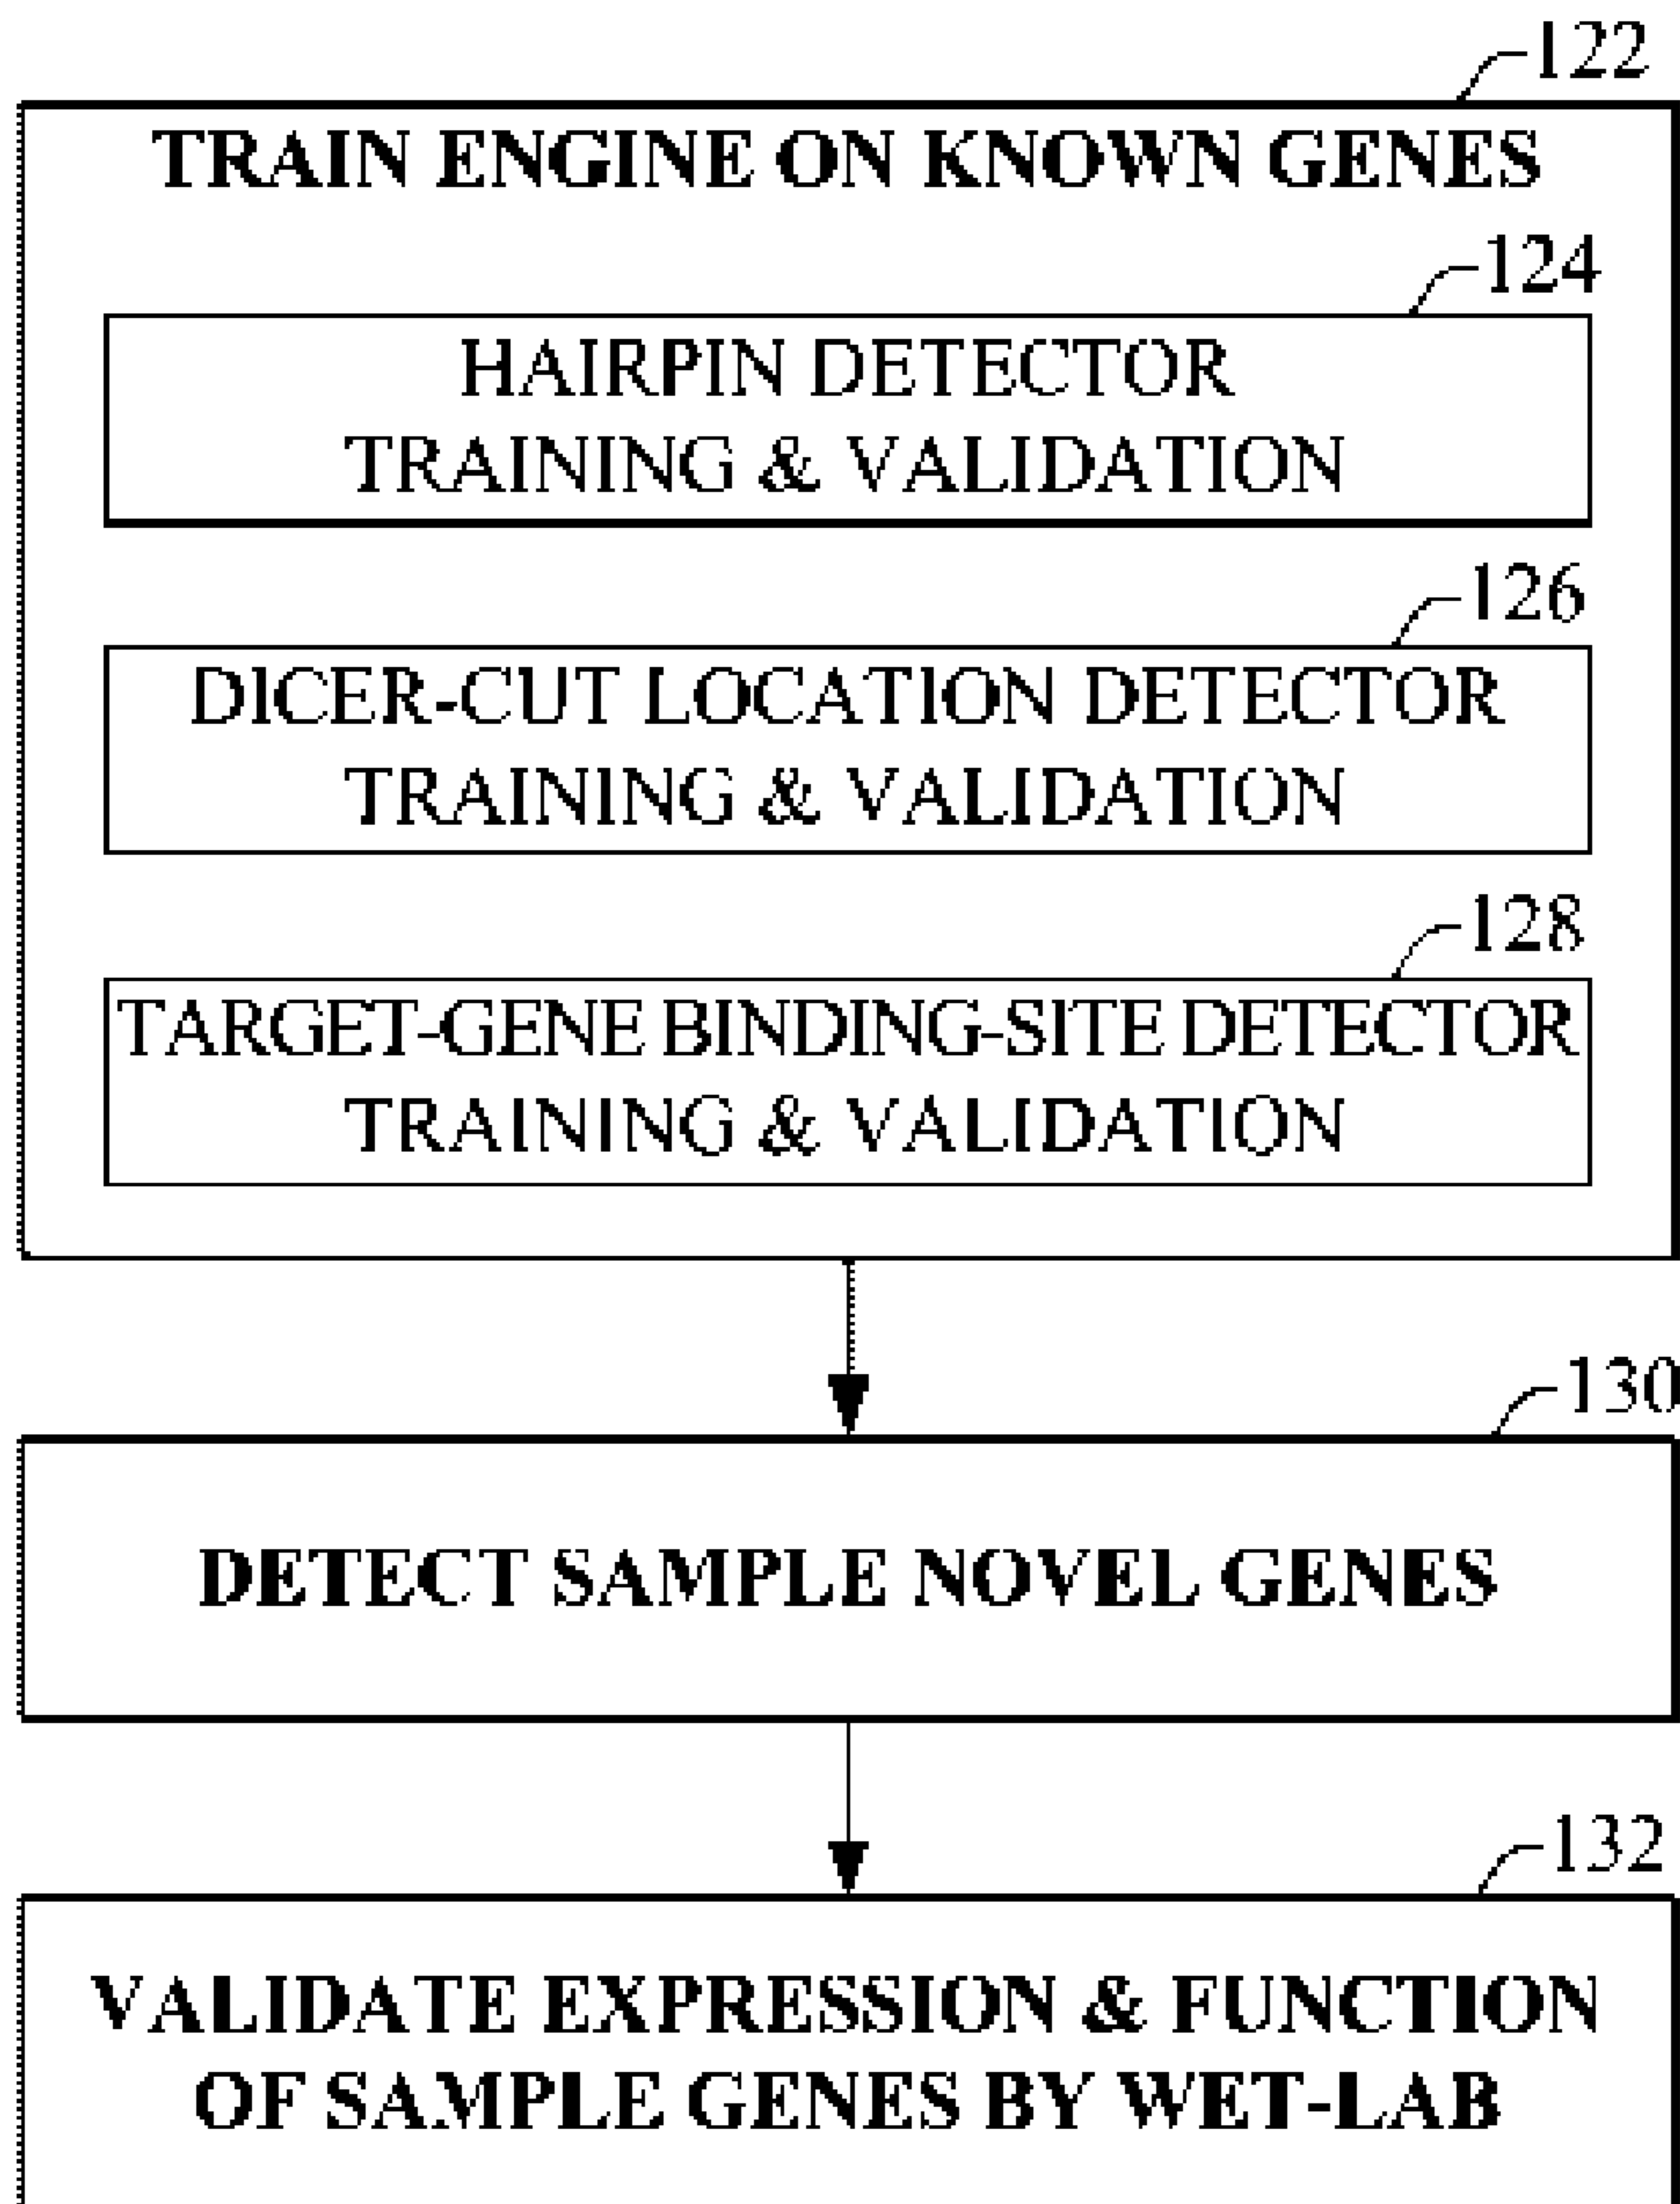 122
TRAIN ENGINE ON KNOWN GENES
124
HAIRPIN DETECTOR
TRAINING & VALIDATION
126
DICER-CUT LOCATION DETECTOR
TRAINING & VALIDATION
128
TARGET-GENE BINDING-SITE DETECTOR
TRAINING & VALIDATION
130
DETECT SAMPLE NOVEL GENES
132
VALIDATE EXPRESSION & FUNCTION
OF SAMPLE GENES BY WET-LAB